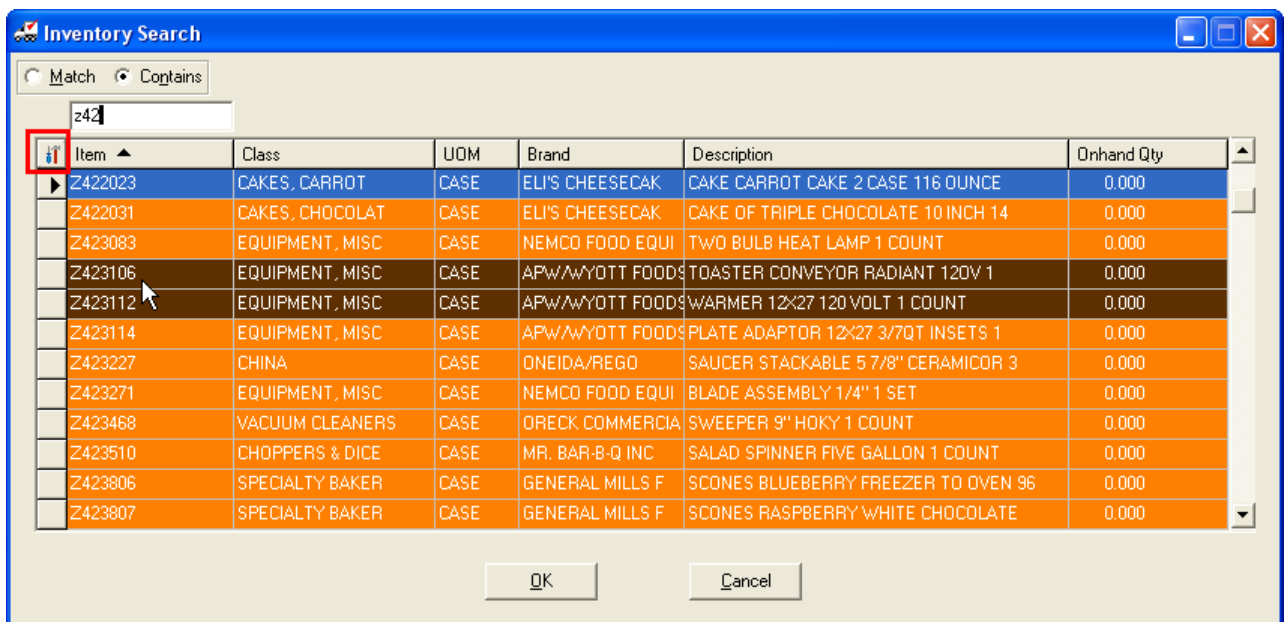 Inventory Search
Match Contains
z42
Item Class UOM Brand Description Onhand Qty
Z422023 CAKES, CARROT CASE ELI'S CHEESECAK CAKE CARROT CAKE 2 CASE 116 OUNCE 0.000
Z422031 CAKES, CHOCOLAT CASE ELI'S CHEESECAK CAKE OF TRIPLE CHOCOLATE 10 INCH 14 0.000
Z423083 EQUIPMENT, MISC CASE NEMCO FOOD EQUI TWO BULB HEAT LAMP 1 COUNT 0.000
Z423106 EQUIPMENT, MISC CASE APW/WYOTT FOODS TOASTER CONVEYOR RADIANT 120V 1 0.000
Z423112 EQUIPMENT, MISC CASE APW/WYOTT FOODS WARMER 12X27 120 VOLT 1 COUNT 0.000
Z423114 EQUIPMENT, MISC CASE APW/WYOTT FOODS PLATE ADAPTOR 12X27 3/7QT INSETS 1 0.000
Z423227 CHINA CASE ONEIDA/REGO SAUCER STACKABLE 5 7/8" CERAMICOR 3 0.000
Z423271 EQUIPMENT, MISC CASE NEMCO FOOD EQUI BLADE ASSEMBLY 1/4" 1 SET 0.000
Z423468 VACUUM CLEANERS CASE ORECK COMMERCIA SWEEPER 9" HOKY 1 COUNT 0.000
Z423510 CHOPPERS & DICE CASE MR. BAR-B-Q INC SALAD SPINNER FIVE GALLON 1 COUNT 0.000
Z423806 SPECIALTY BAKER CASE GENERAL MILLS F SCONES BLUEBERRY FREEZER TO OVEN 96 0.000
Z423807 SPECIALTY BAKER CASE GENERAL MILLS F SCONES RASPBERRY WHITE CHOCOLATE 0.000
OK Cancel